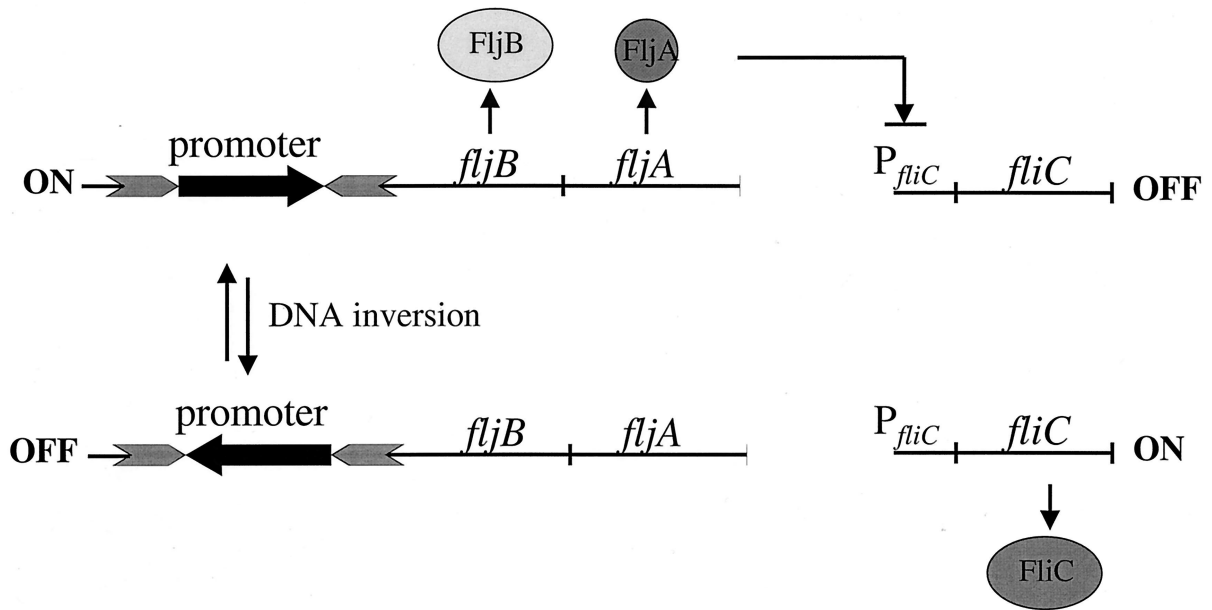 FljB
FljA
promoter
ON
fljB
fljA
PfliC
fliC
OFF
DNA inversion
promoter
OFF
fljB
fljA
PfliC
fliC
ON
FliC